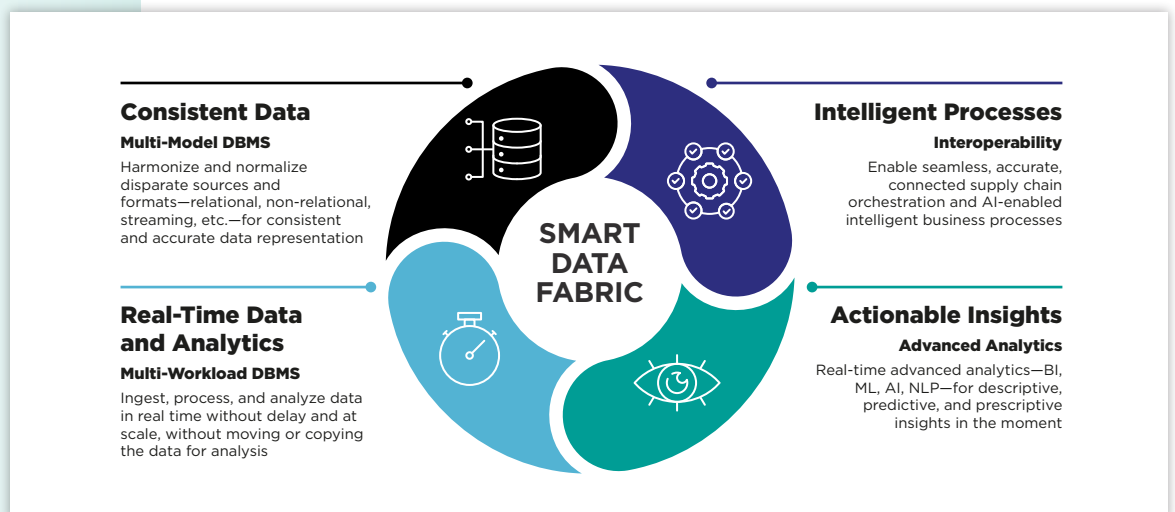 Consistent Data
Multi-Model DBMS
Harmonize and normalize
disparate sources and
formats—relational, non-relational,
streaming, etc.—for consistent
and accurate data representation
Real-Time Data
and Analytics
Multi-Workload DBMS
Ingest, process, and analyze data
in real time without delay and at
scale, without moving or copying
the data for analysis
SMART
DATA
FABRIC
Intelligent Processes
Interoperability
Enable seamless, accurate,
connected supply chain
orchestration and AI-enabled
intelligent business processes
Actionable Insights
Advanced Analytics
Real-time advanced analytics—BI,
ML, AI, NLP—for descriptive,
predictive, and prescriptive
insights in the moment